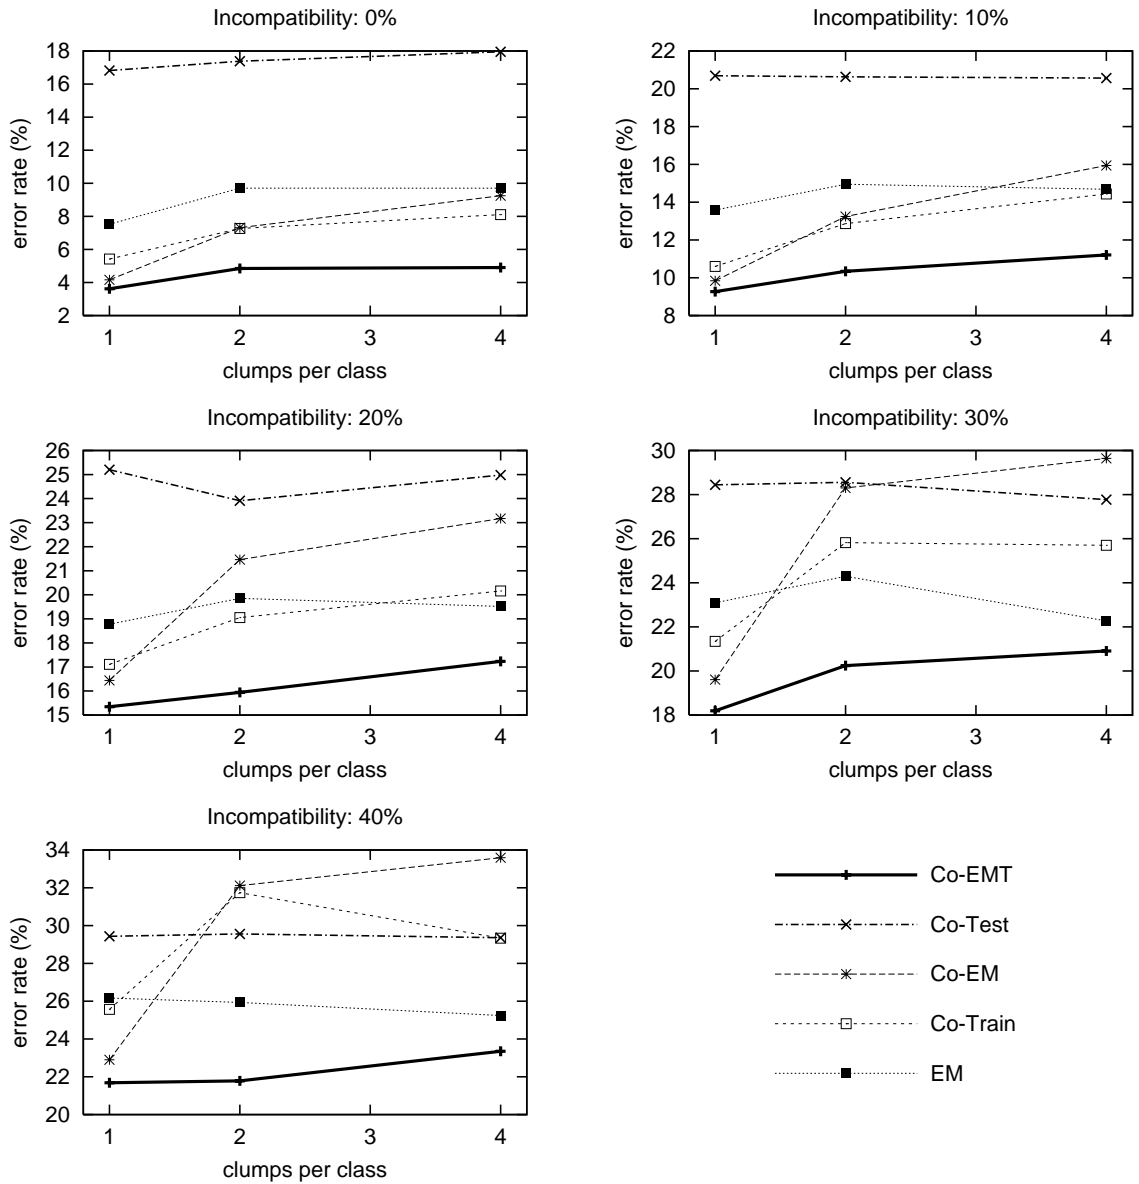 Incompatibility: 0%
error rate (%)
18
16
14
12
10
8
6
4
2
1 2 3 4
clumps per class
Incompatibility: 10%
error rate (%)
22
20
18
16
14
12
10
8
1 2 3 4
clumps per class
Incompatibility: 20%
error rate (%)
26
25
24
23
22
21
20
19
18
17
16
15
1 2 3 4
clumps per class
Incompatibility: 30%
error rate (%)
30
28
26
24
22
20
18
1 2 3 4
clumps per class
Incompatibility: 40%
error rate (%)
34
32
30
28
26
24
22
20
1 2 3 4
clumps per class
Co-EMT
Co-Test
Co-EM
Co-Train
EM